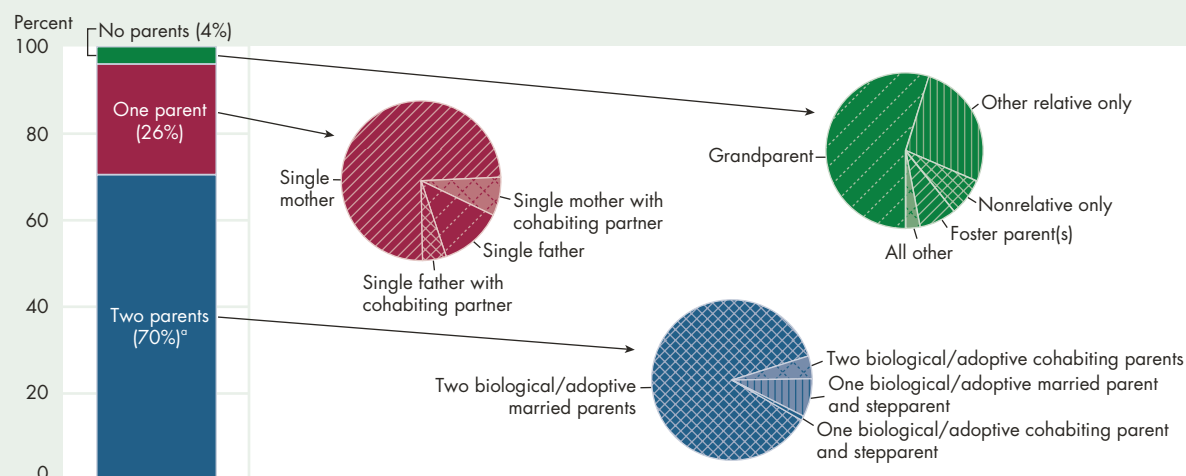 Percent
No parents (4%)
100
One parent
(26%)
80
Single
mother
Single mother with
cohabiting partner
Single father
Single father with
cohabiting partner
Other relative only
Grandparent
Nonrelative only
Foster parent(s)
All other
60
40
Two parents
(70%)ᵃ
Two biological/adoptive
married parents
Two biological/adoptive cohabiting parents
One biological/adoptive married parent
and stepparent
One biological/adoptive cohabiting parent
and stepparent
20
0